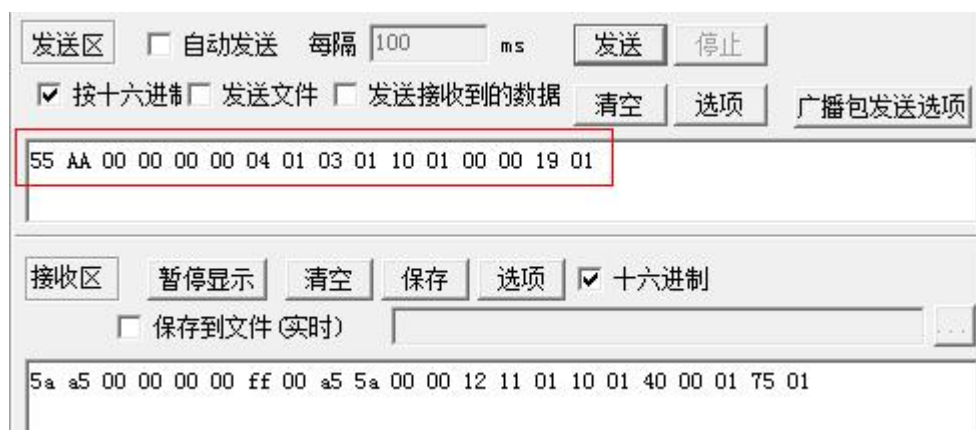 发送区 自动发送 每隔 100 ms 发送 停止
按十六进制 发送文件 发送接收到的数据 清空 选项 广播包发送选项
55 AA 00 00 00 00 04 01 03 01 10 01 00 00 19 01
接收区 暂停显示 清空 保存 选项 十六进制
保存到文件(实时) ...
5a a5 00 00 00 00 ff 00 a5 5a 00 00 12 11 01 10 01 40 00 01 75 01